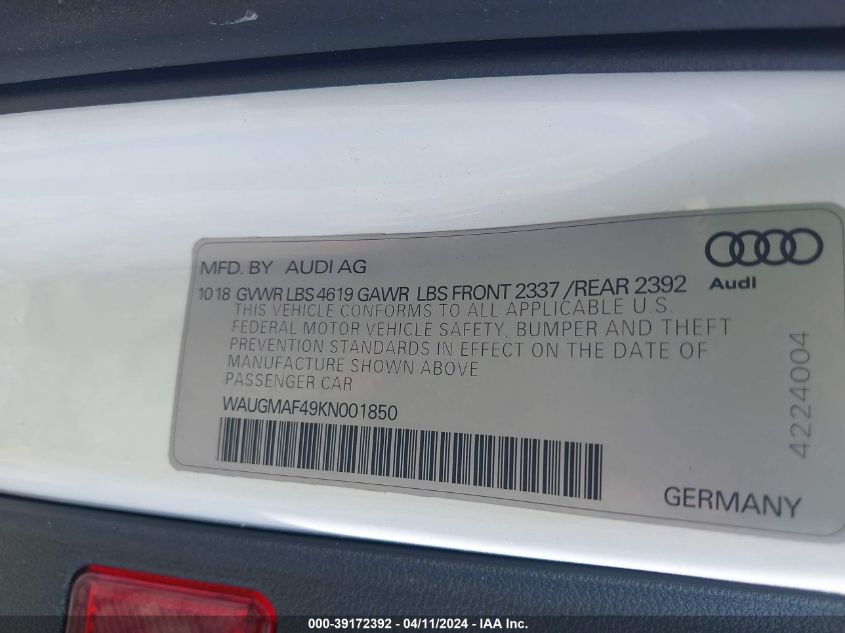 MFD. BY AUDI AG
Audi
10 18 GVWR LBS 4619 GAWR LBS FRONT 2337 /REAR 2392
THIS VEHICLE CONFORMS TO ALL APPLICABLE U.S.
FEDERAL MOTOR VEHICLE SAFETY, BUMPER AND THEFT
PREVENTION STANDARDS IN EFFECT ON THE DATE OF
MANUFACTURE SHOWN ABOVE
PASSENGER CAR
WAUGMAF49KN001850
4224004
GERMANY
000-39172392 - 04/11/2024 - IAA Inc.